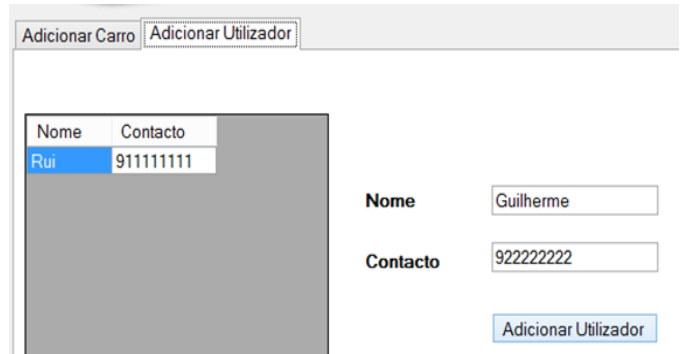 Adicionar Carro Adicionar Utilizador
Nome Contacto
Rui 911111111
Nome Guilherme
Contacto 922222222
Adicionar Utilizador